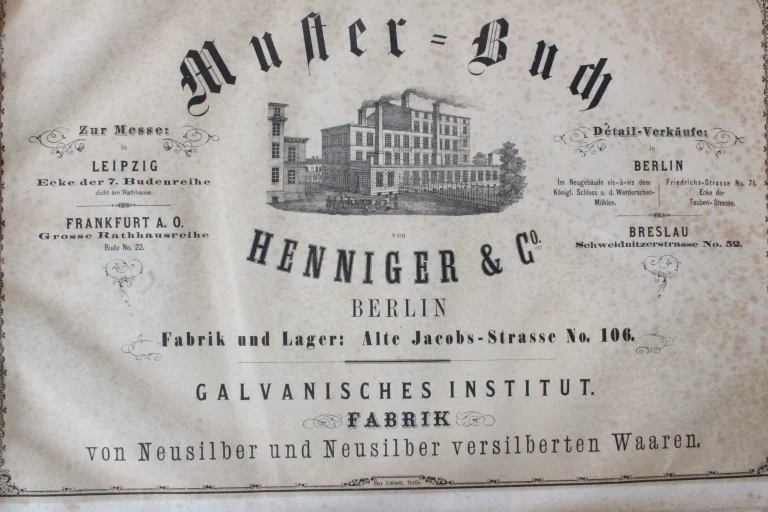 Muster-Buch
Zur Messe:
in
LEIPZIG
Ecke der 7. Budenreihe
dicht am Rathhause.
FRANKFURT A. O.
Grosse Rathhausreihe
Bude No. 22.
Détail-Verkäufe:
in
BERLIN
Im Neugebäude vis-à-vis dem
Königl. Schloss u. d. Werderschen-
Mühlen.
Friedrichs-Strasse No. 78.
Ecke der
Tauben-Strasse.
BRESLAU
Schweidnitzerstrasse No. 52.
von
HENNIGER & Co.
BERLIN
Fabrik und Lager: Alte Jacobs-Strasse No. 106.
GALVANISCHES INSTITUT.
FABRIK
von Neusilber und Neusilber versilberten Waaren.